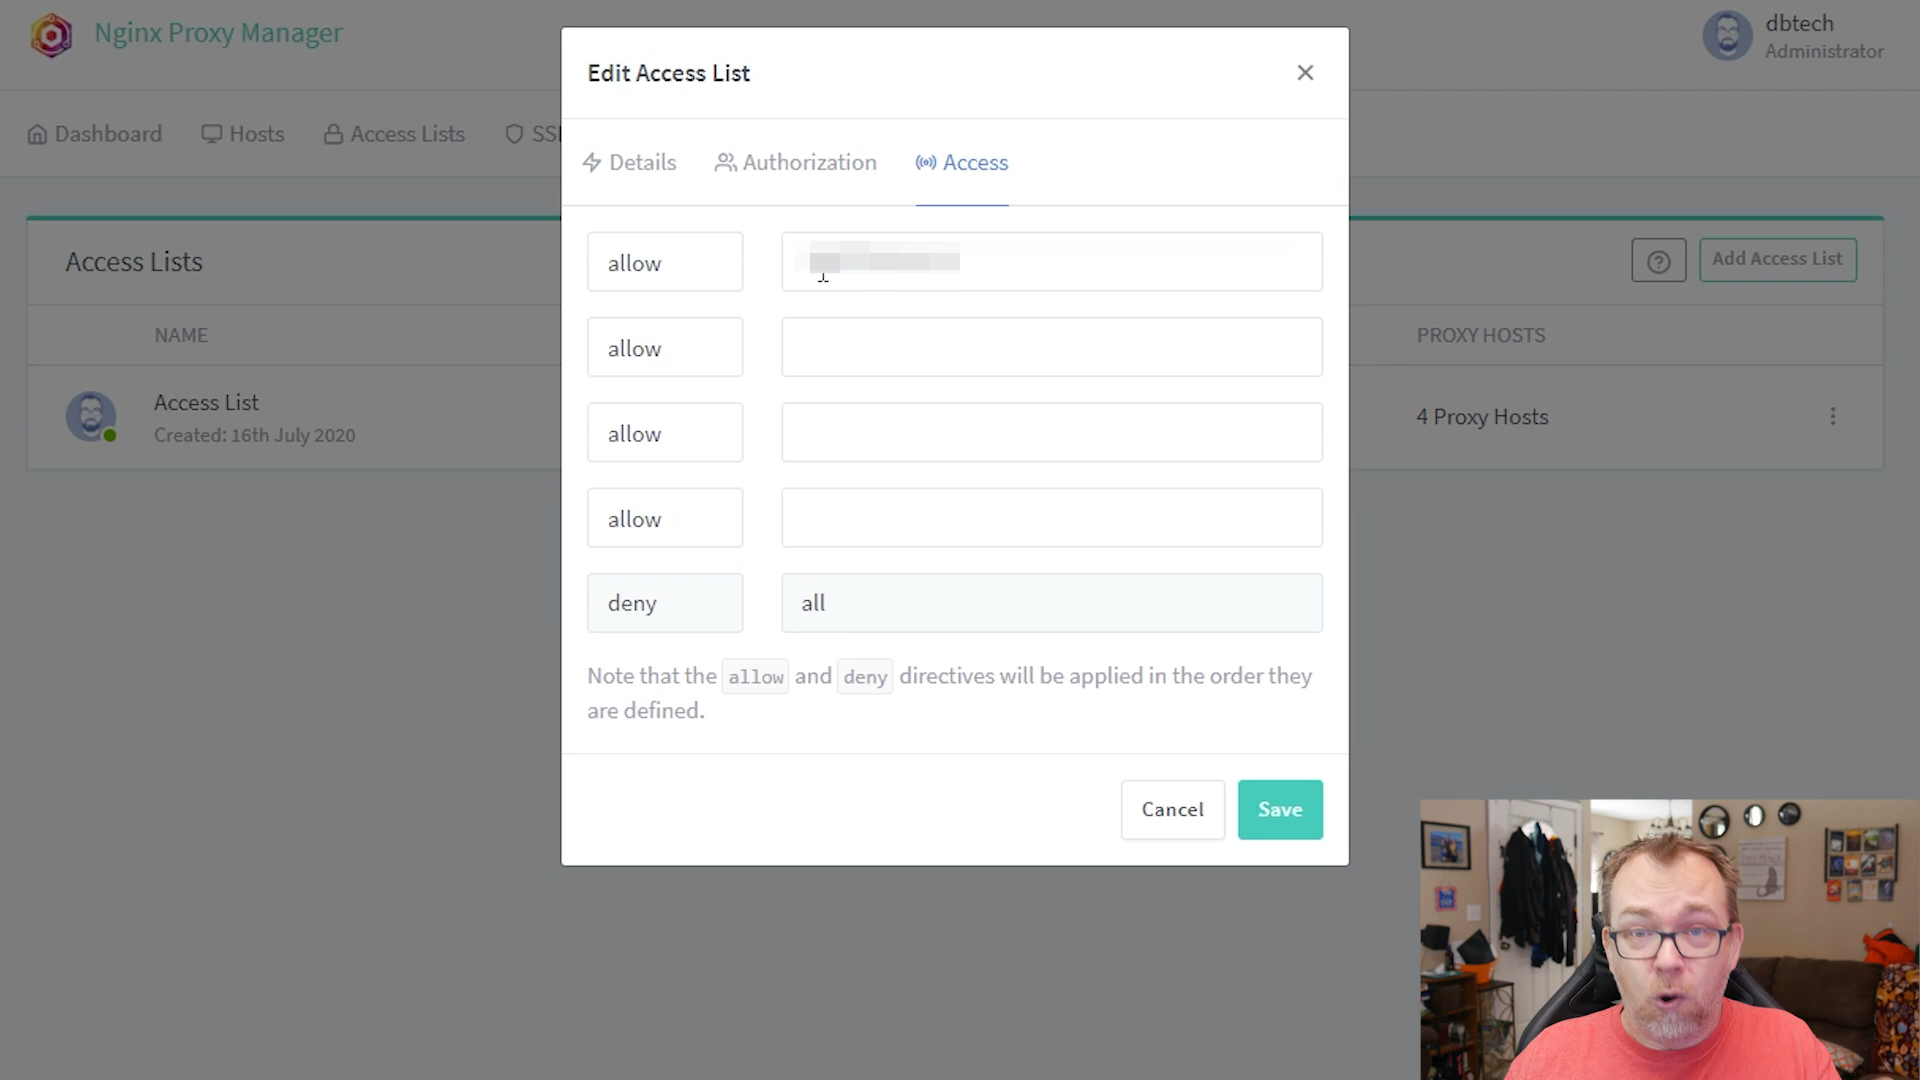 Nginx Proxy Manager
dbtech
Administrator
Dashboard
Hosts
Access Lists
SSL
Edit Access List
Details
Authorization
Access
allow
allow
allow
allow
deny
all
Note that the allow and deny directives will be applied in the order they
are defined.
Cancel
Save
Access Lists
Add Access List
NAME
PROXY HOSTS
Access List
Created: 16th July 2020
4 Proxy Hosts